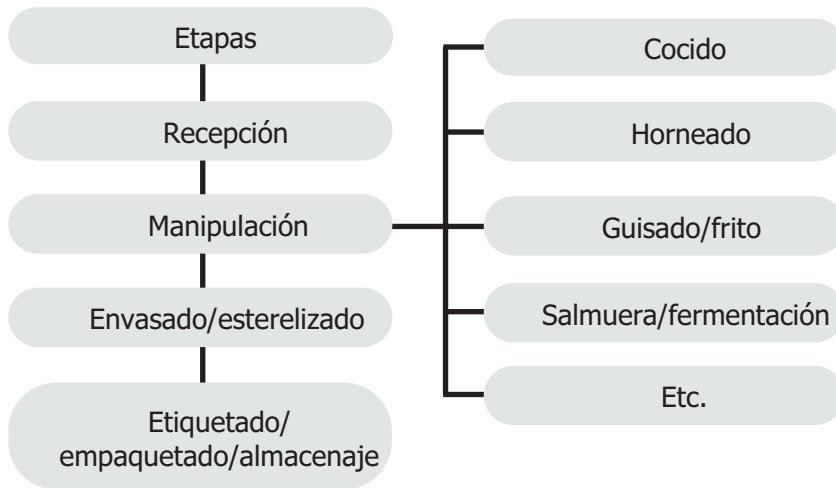 Etapas
Recepción
Manipulación
Envasado/esterelizado
Etiquetado/
empaquetado/almacenaje
Cocido
Horneado
Guisado/frito
Salmuera/fermentación
Etc.